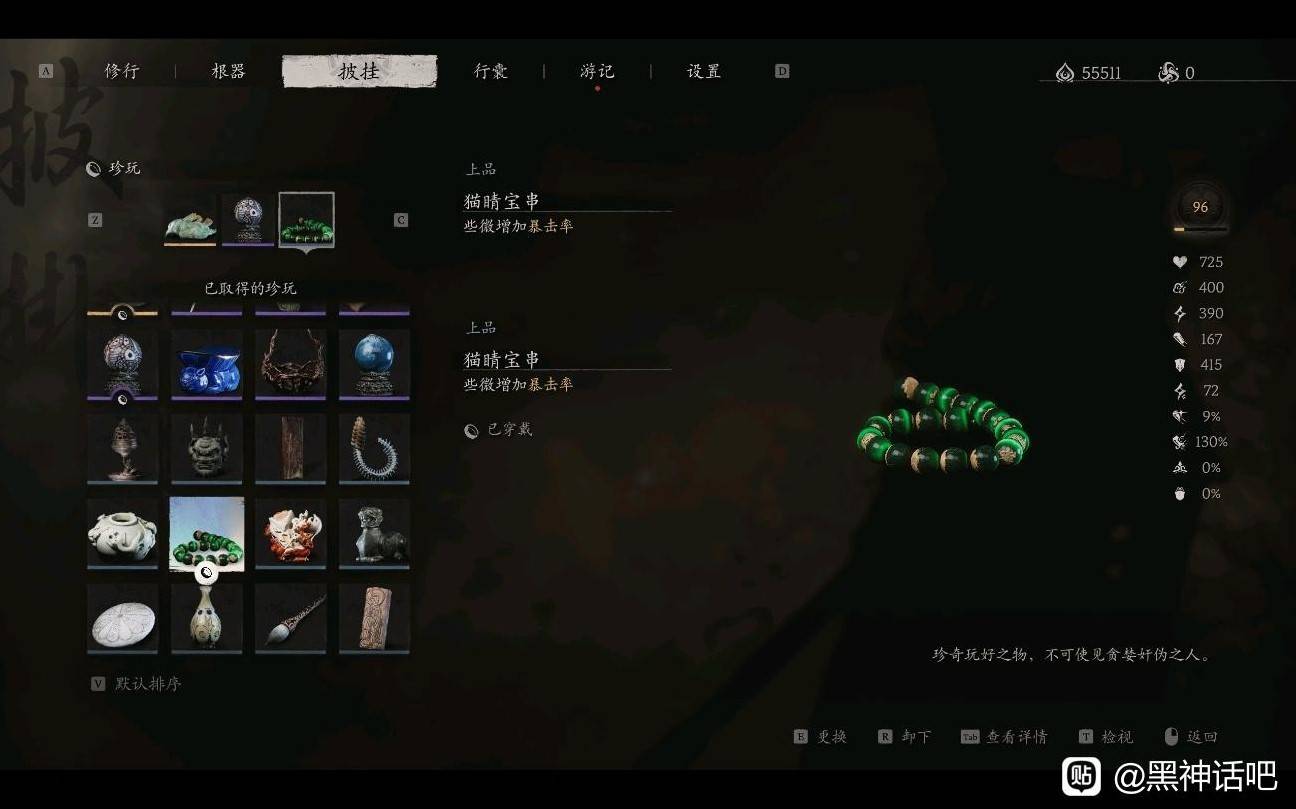 A 修行 根器 披挂 行囊 游记 设置 D
55511 0
披挂
珍玩
Z C
已取得的珍玩
V 默认排序
上品
猫睛宝串
些微增加暴击率
上品
猫睛宝串
些微增加暴击率
已穿戴
96
725
400
390
167
415
72
9%
130%
0%
0%
珍奇玩好之物，不可使见贪婪奸伪之人。
E 更换 R 卸下 Tab 查看详情 T 检视 返回
贴 @黑神话吧